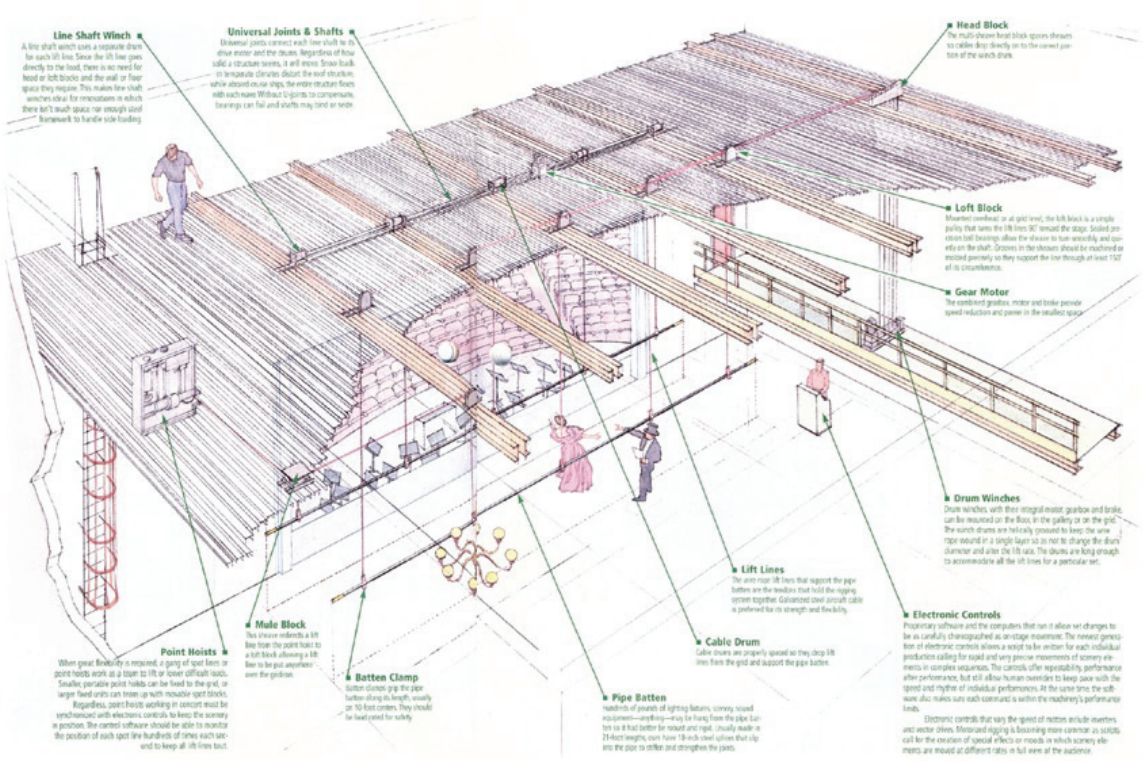 Line Shaft Winch
A line shaft winch uses a separate drum
for each lift line. Since the lift line goes
directly to the load, there is no need for
head or loft blocks and the wall or floor
space they require. This makes line shaft
winches ideal for renovations in which
there isn't much space nor enough steel
framework to handle side loading.
Universal Joints & Shafts
Universal joints connect each line shaft to its
drive motor and the drums. Regardless of how
solid a structure seems, it will move. Snow loads
in temperate climates distort the roof structure,
while aboard cruise ships, the entire structure flexes
with each wave. Without U-joints to compensate,
bearings can fail and shafts may bind or seize.
Head Block
The multi-sheave head block spaces sheaves
so cables drop directly on to the correct por-
tion of the winch drum.
Loft Block
Mounted overhead or at grid level, the loft block is a simple
pulley that turns the lift lines 90° toward the stage. Sealed pre-
cision ball bearings allow the sheave to turn smoothly and qui-
etly on the shaft. Grooves in the sheaves should be machined or
molded precisely so they support the line through at least 150°
of its circumference.
Gear Motor
The combined gearbox, motor and brake provide
speed reduction and power in the smallest space.
Drum Winches
Drum winches, with their integral motor, gearbox and brake,
can be mounted on the floor, in the gallery or on the grid.
The winch drums are helically grooved to keep the wire
rope wound in a single layer so as not to change the drum
diameter and alter the lift rate. The drums are long enough
to accommodate all the lift lines for a particular set.
Lift Lines
The wire rope lift lines that support the pipe
batten are the tendons that hold the rigging
system together. Galvanized steel aircraft cable
is preferred for its strength and flexibility.
Electronic Controls
Proprietary software and the computers that run it allow set changes to
be as carefully choreographed as on-stage movement. The newest genera-
tion of electronic controls allows a script to be written for each individual
production calling for rapid and very precise movements of scenery ele-
ments in complex sequences. The controls offer repeatability, performance
after performance, but still allow human overrides to keep pace with the
speed and rhythm of individual performances. At the same time, the soft-
ware also makes sure each command is within the machinery's performance
limits.
Electronic controls that vary the speed of motors include inverters
and vector drives. Motorized rigging is becoming more common as scripts
call for the creation of special effects or moods in which scenery ele-
ments are moved at different rates in full view of the audience.
Mule Block
This sheave redirects a lift
line from the point hoist to
a loft block allowing a lift
line to be put anywhere
over the gridiron.
Cable Drum
Cable drums are properly spaced so they drop lift
lines from the grid and support the pipe batten.
Point Hoists
When great flexibility is required, a gang of spot lines or
point hoists work as a team to lift or lower difficult loads.
Smaller, portable point hoists can be fixed to the grid, or
larger fixed units can team up with movable spot blocks.
Regardless, point hoists working in concert must be
synchronized with electronic controls to keep the scenery
in position. The control software should be able to monitor
the position of each spot line hundreds of times each sec-
ond to keep all lift lines taut.
Batten Clamp
Batten clamps grip the pipe
batten along its length, usually
on 10-foot centers. They should
be load rated for safety.
Pipe Batten
Hundreds of pounds of lighting fixtures, scenery, sound
equipment—anything—may be hung from the pipe bat-
ten so it had better be robust and rigid. Usually made in
21-foot lengths, ours have 18-inch steel splines that slip
into the pipe to stiffen and strengthen the joints.